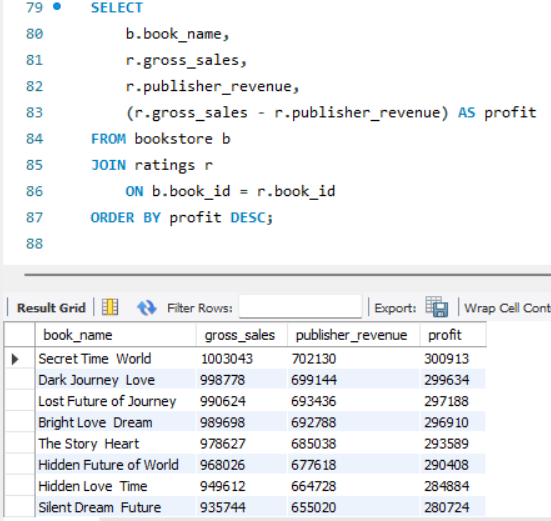 79 SELECT
80 b.book_name,
81 r.gross_sales,
82 r.publisher_revenue,
83 (r.gross_sales - r.publisher_revenue) AS profit
84 FROM bookstore b
85 JOIN ratings r
86 ON b.book_id = r.book_id
87 ORDER BY profit DESC;
88
Result Grid Filter Rows: Export: Wrap Cell Cont
book_name gross_sales publisher_revenue profit
Secret Time World 1003043 702130 300913
Dark Journey Love 998778 699144 299634
Lost Future of Journey 990624 693436 297188
Bright Love Dream 989698 692788 296910
The Story Heart 978627 685038 293589
Hidden Future of World 968026 677618 290408
Hidden Love Time 949612 664728 284884
Silent Dream Future 935744 655020 280724